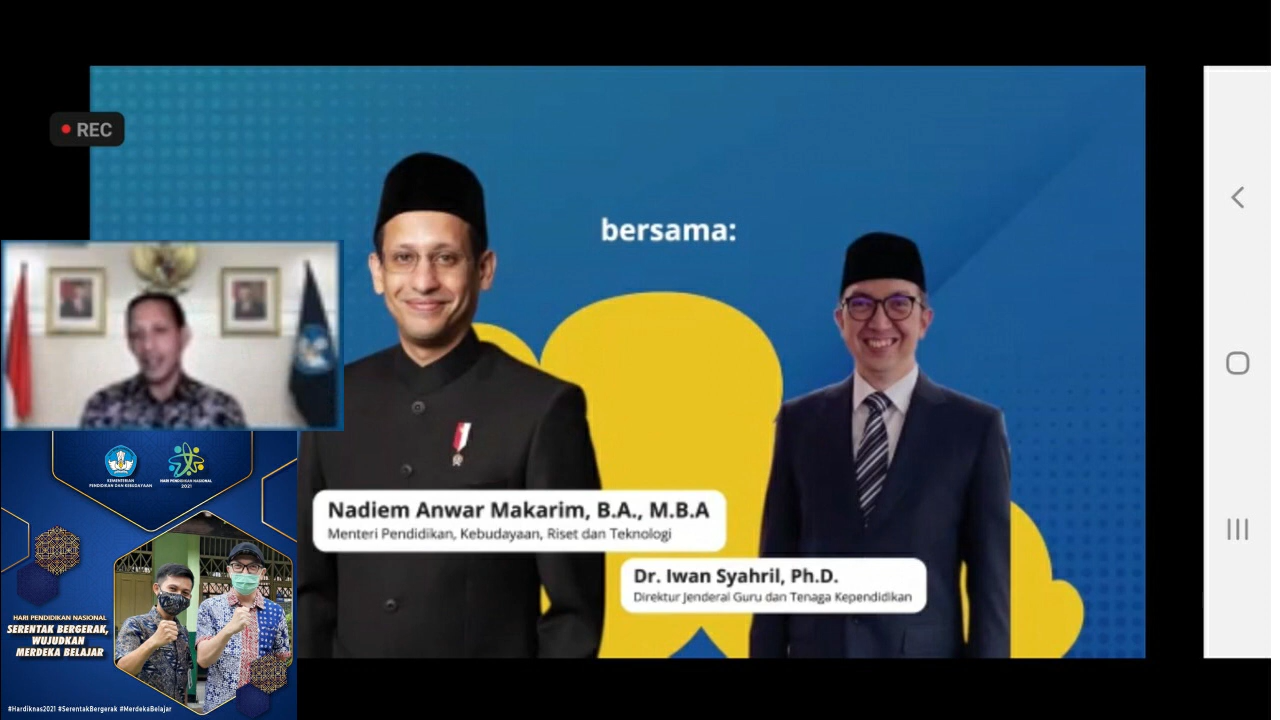 REC
bersama:
Nadiem Anwar Makarim, B.A., M.B.A
Menteri Pendidikan, Kebudayaan, Riset dan Teknologi
Dr. Iwan Syahril, Ph.D.
Direktur Jenderal Guru dan Tenaga Kependidikan
KEMENTERIAN
PENDIDIKAN DAN KEBUDAYAAN
HARI PENDIDIKAN NASIONAL
2021
HARI PENDIDIKAN NASIONAL
SERENTAK BERGERAK,
WUJUDKAN
MERDEKA BELAJAR
#Hardiknas2021 #SerentakBergerak #MerdekaBelajar